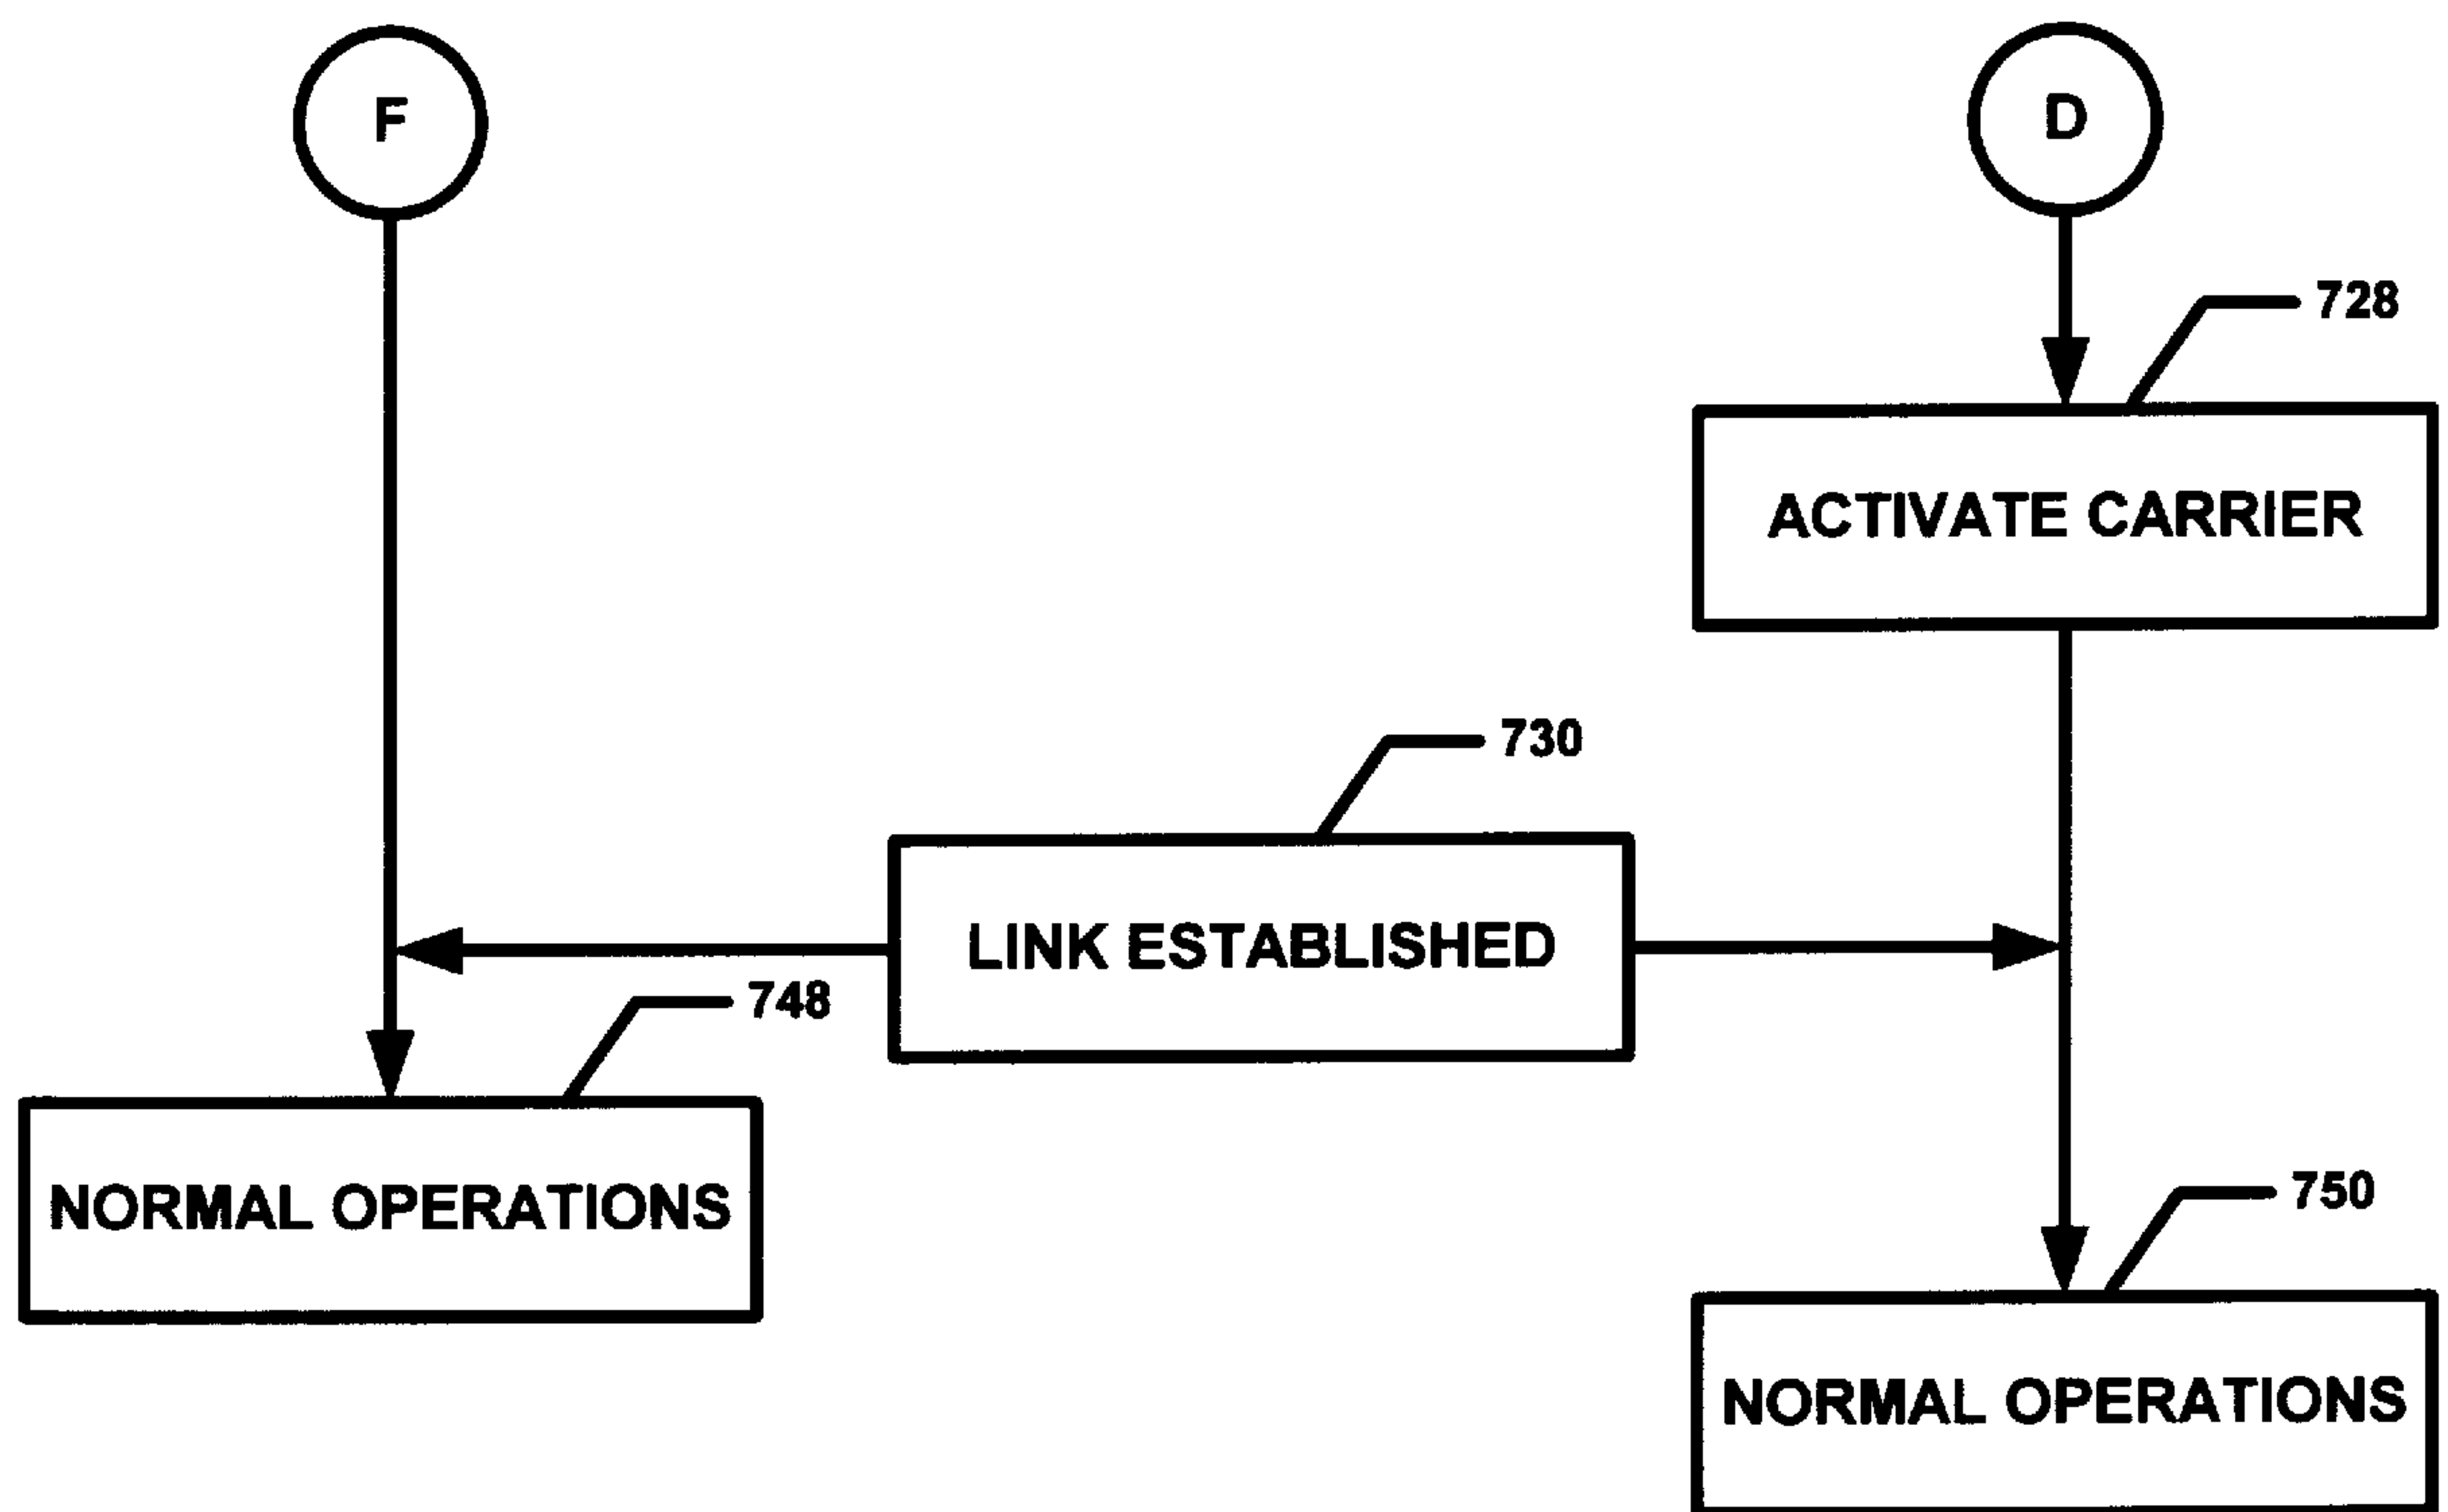 F
D
728
ACTIVATE CARRIER
730
LINK ESTABLISHED
748
NORMAL OPERATIONS
750
NORMAL OPERATIONS